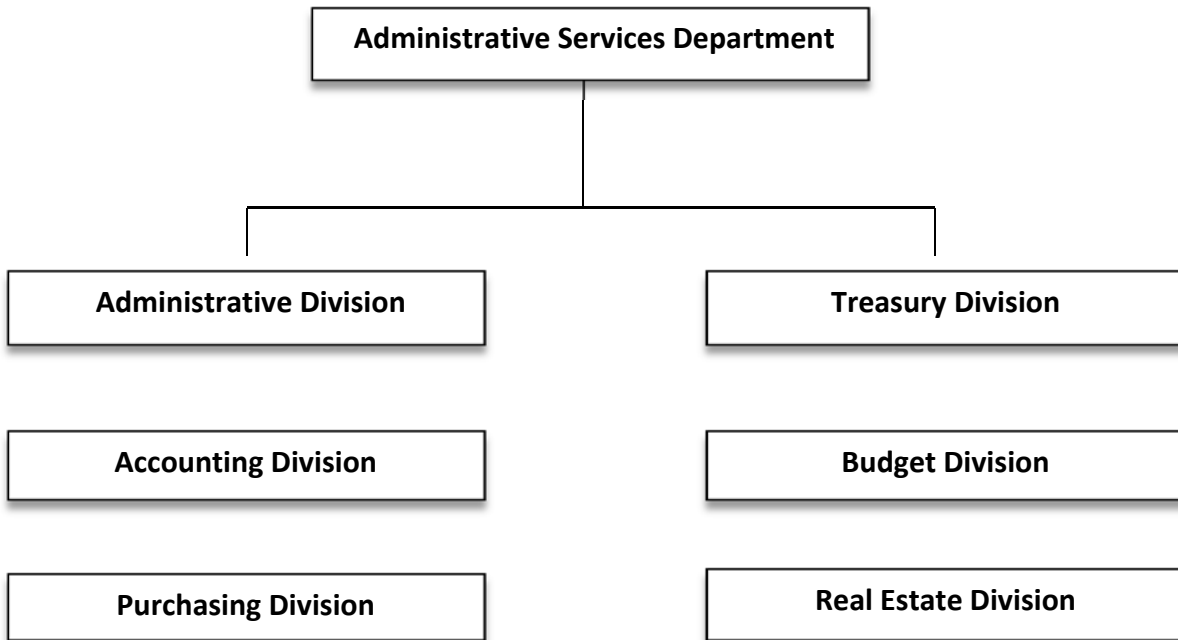 Administrative Services Department
Administrative Division
Treasury Division
Accounting Division
Budget Division
Purchasing Division
Real Estate Division